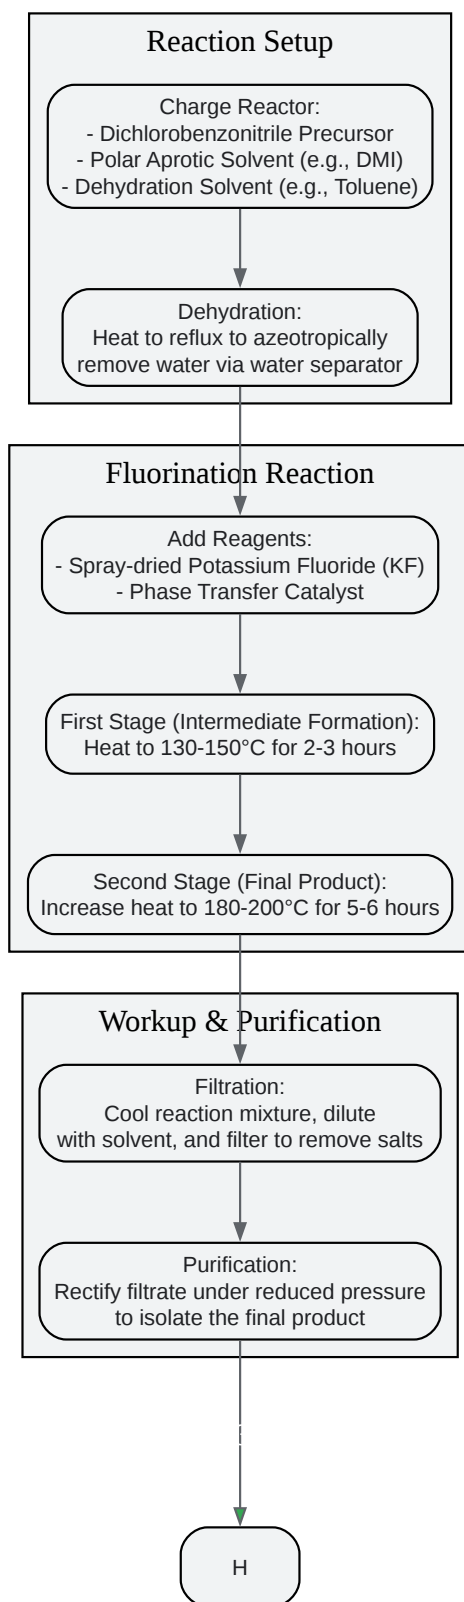 Reaction Setup
Charge Reactor:
- Dichlorobenzonitrile Precursor
- Polar Aprotic Solvent (e.g., DMI)
- Dehydration Solvent (e.g., Toluene)
Dehydration:
Heat to reflux to azeotropically
remove water via water separator
Fluorination Reaction
Add Reagents:
- Spray-dried Potassium Fluoride (KF)
- Phase Transfer Catalyst
First Stage (Intermediate Formation):
Heat to 130-150°C for 2-3 hours
Second Stage (Final Product):
Increase heat to 180-200°C for 5-6 hours
Workup & Purification
Filtration:
Cool reaction mixture, dilute
with solvent, and filter to remove salts
Purification:
Rectify filtrate under reduced pressure
to isolate the final product
H